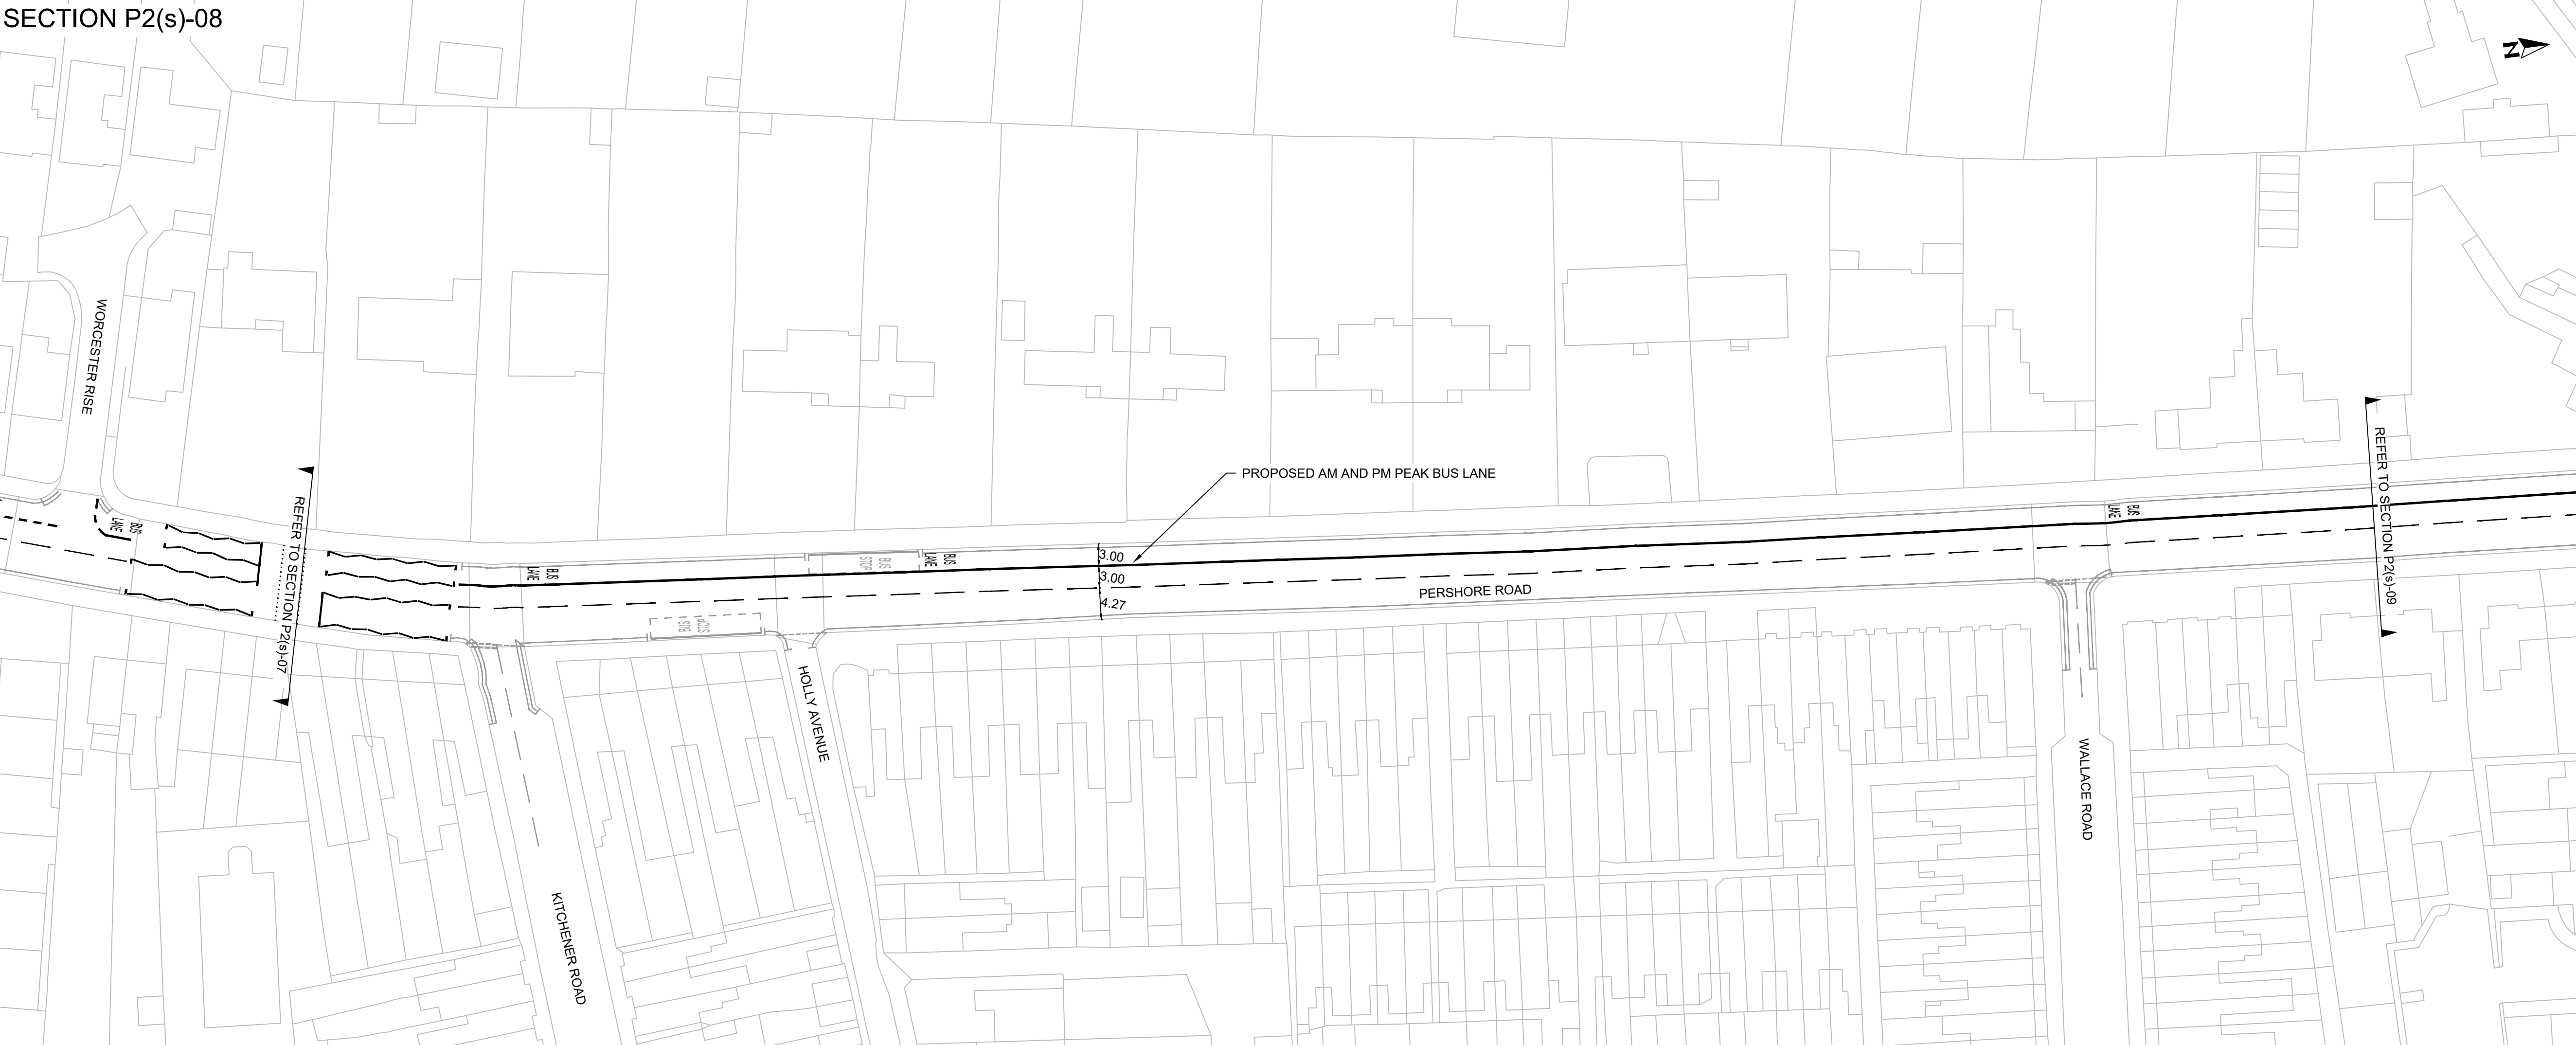 SECTION P2(s)-08
N
WORCESTER RISE
REFER TO SECTION P2(s)-07
BUS
LANE
BUS
LANE
BUS
STOP
BUS
LANE
PROPOSED AM AND PM PEAK BUS LANE
3.00
3.00
4.27
PERSHORE ROAD
BUS
STOP
BUS
LANE
REFER TO SECTION P2(s)-09
HOLLY AVENUE
KITCHENER ROAD
WALLACE ROAD